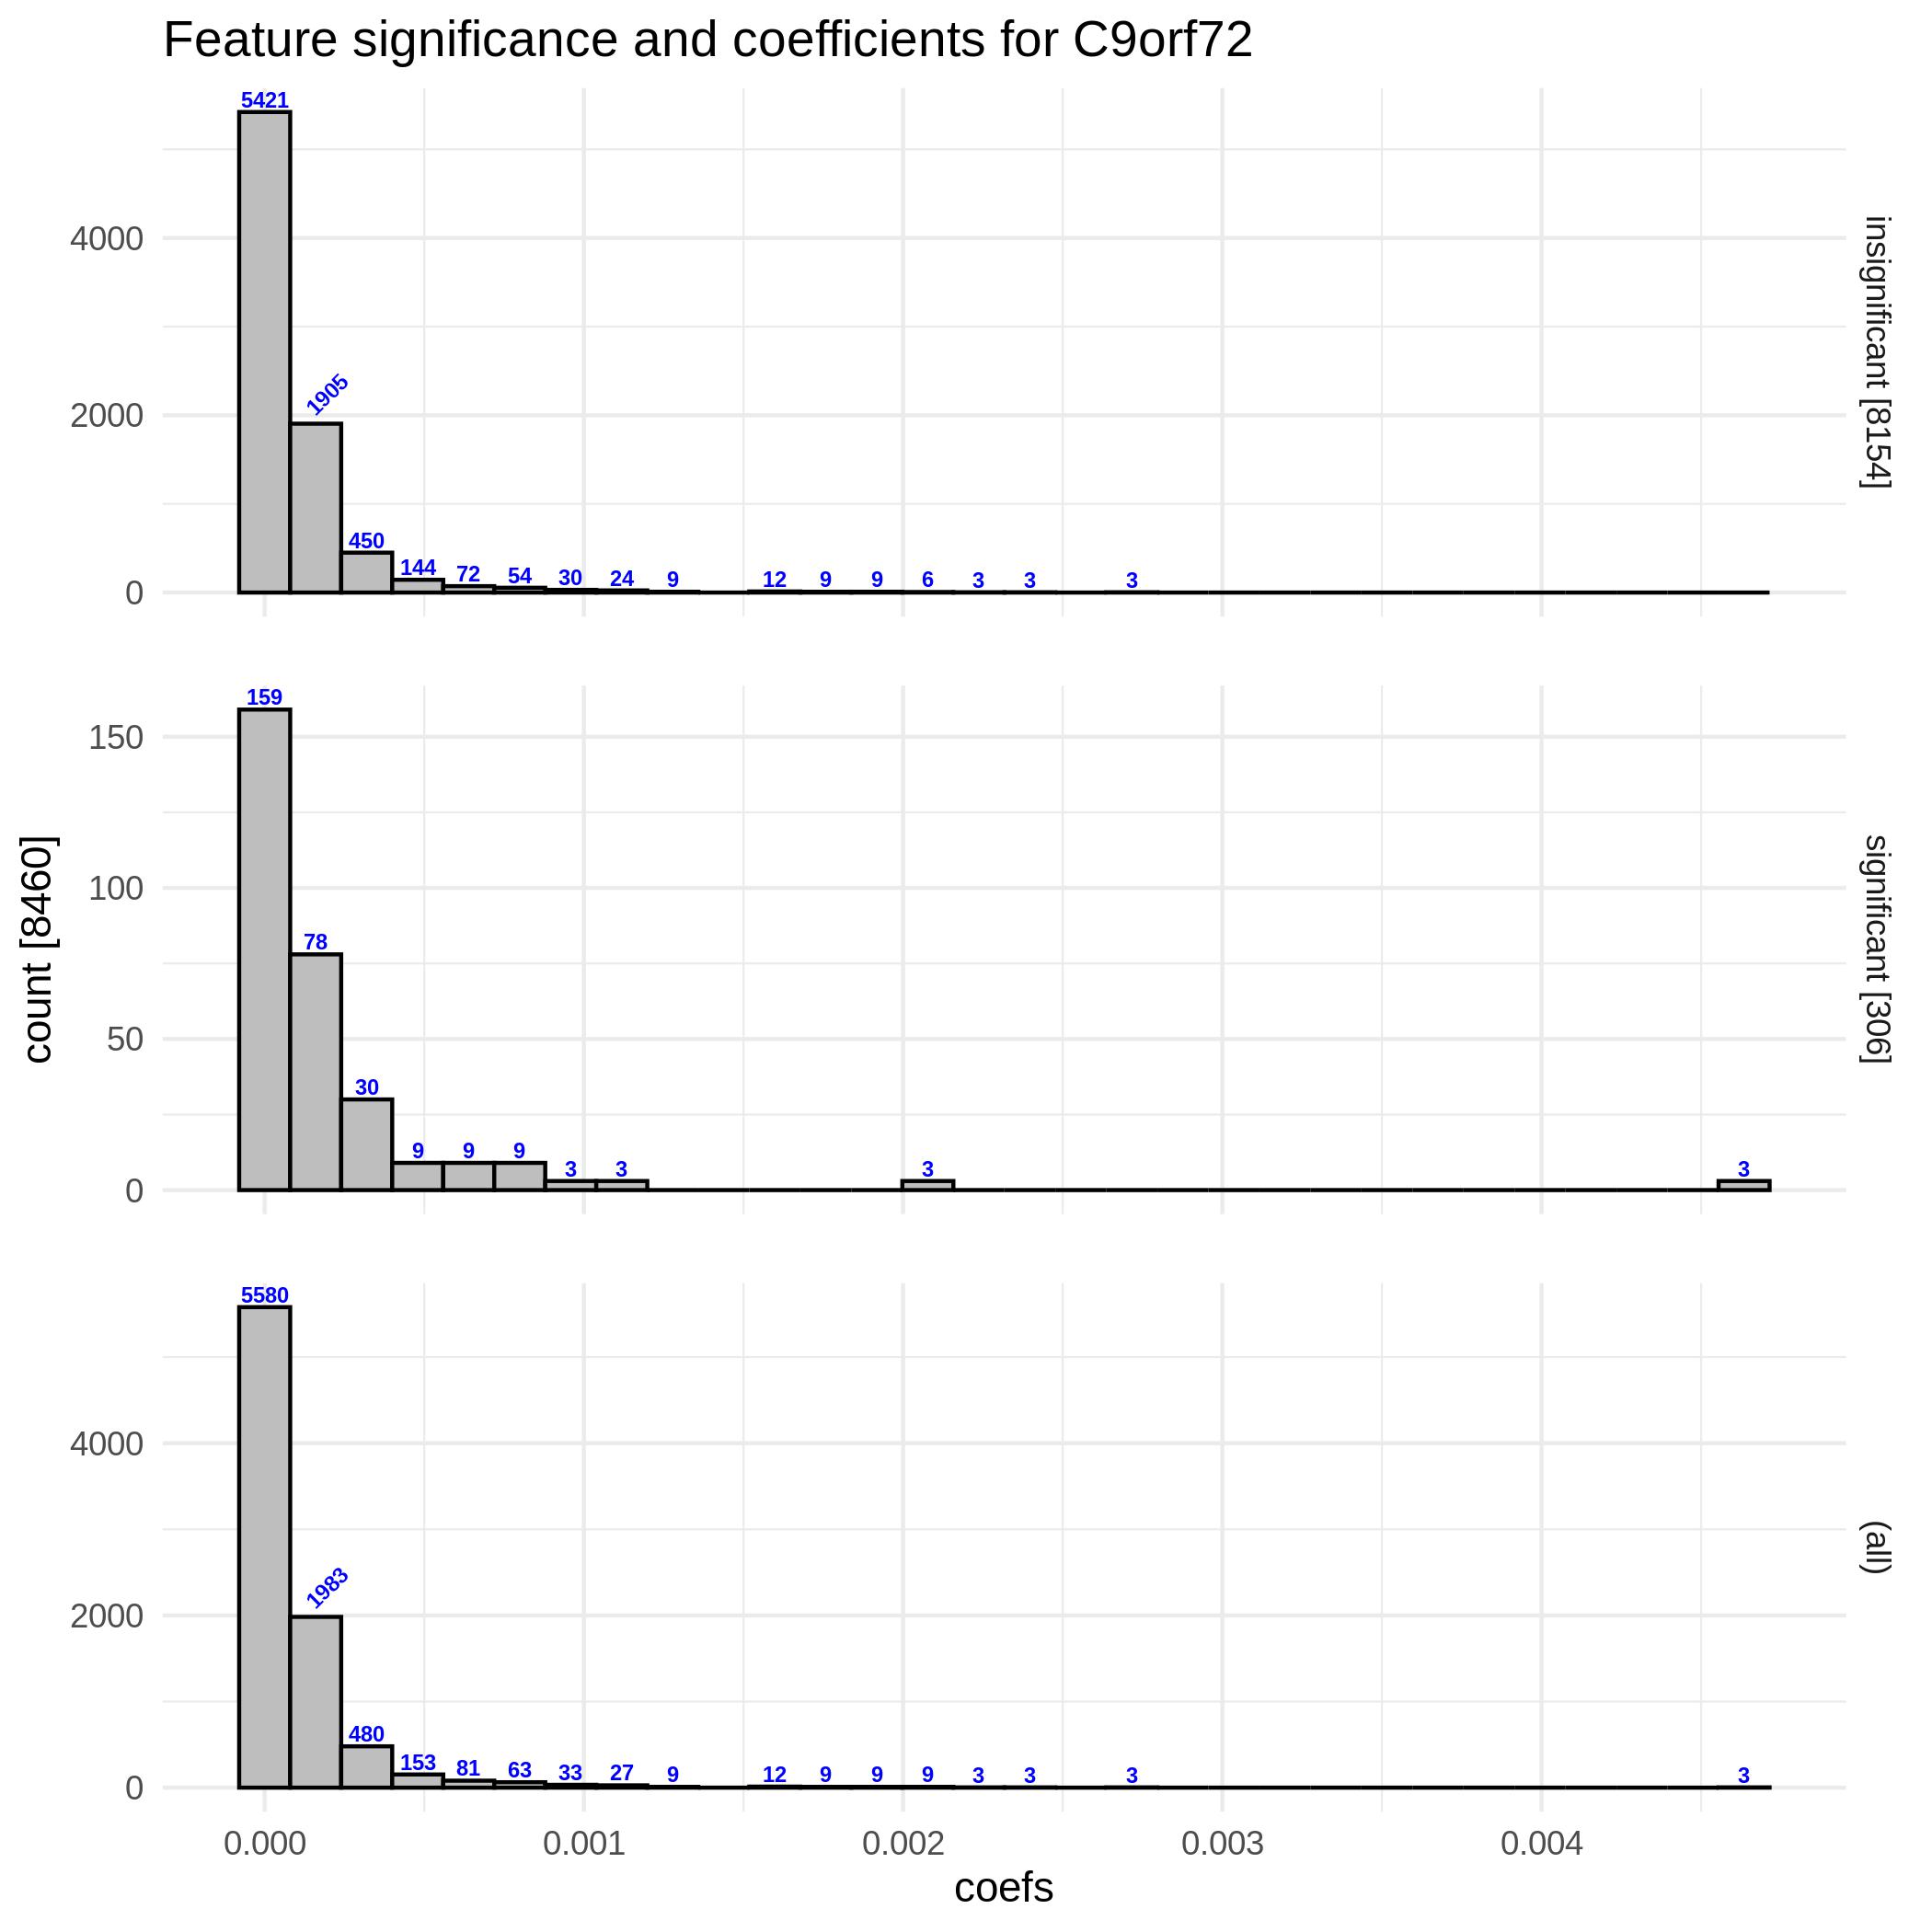 Feature significance and coefficients for C9orf72
5421
1905
450
144 72 54 30 24 9 12 9 9 6 3 3 3
4000
2000
0
insignificant [8154]
159
78
30
9 9 9 3 3 3 3
150
100
50
0
significant [306]
count [8460]
5580
1983
480
153 81 63 33 27 9 12 9 9 9 3 3 3 3
4000
2000
0
(all)
0.000 0.001 0.002 0.003 0.004
coefs